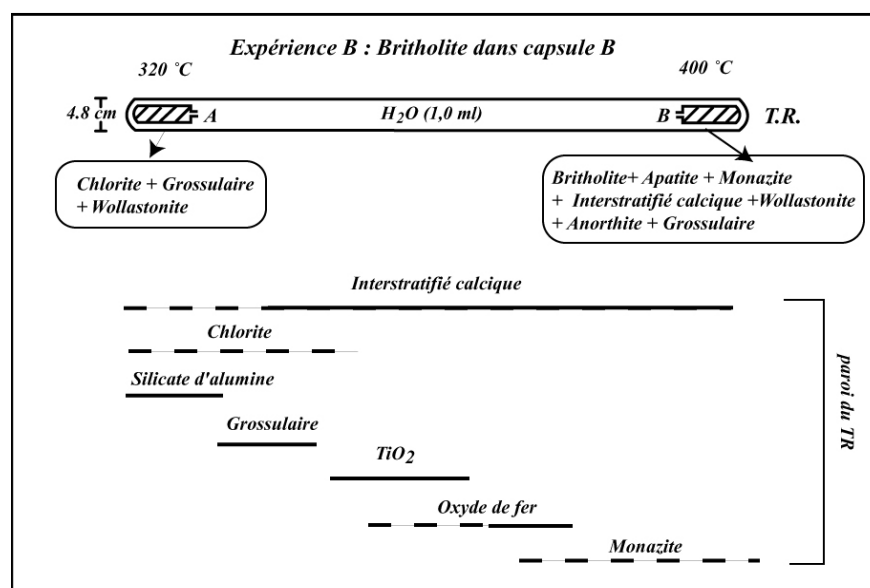 Expérience B : Britholite dans capsule B
320 °C
400 °C
4.8 cm
A
H2O (1,0 ml)
B
T.R.
Chlorite + Grossulaire
+ Wollastonite
Britholite+ Apatite + Monazite
+ Interstratifié calcique +Wollastonite
+ Anorthite + Grossulaire
Interstratifié calcique
Chlorite
Silicate d'alumine
Grossulaire
TiO2
Oxyde de fer
Monazite
paroi du TR